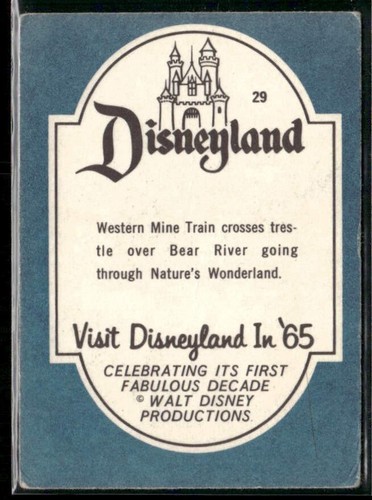 29
Disneyland
Western Mine Train crosses tres-
tle over Bear River going
through Nature's Wonderland.
Visit Disneyland In '65
CELEBRATING ITS FIRST
FABULOUS DECADE
© WALT DISNEY
PRODUCTIONS